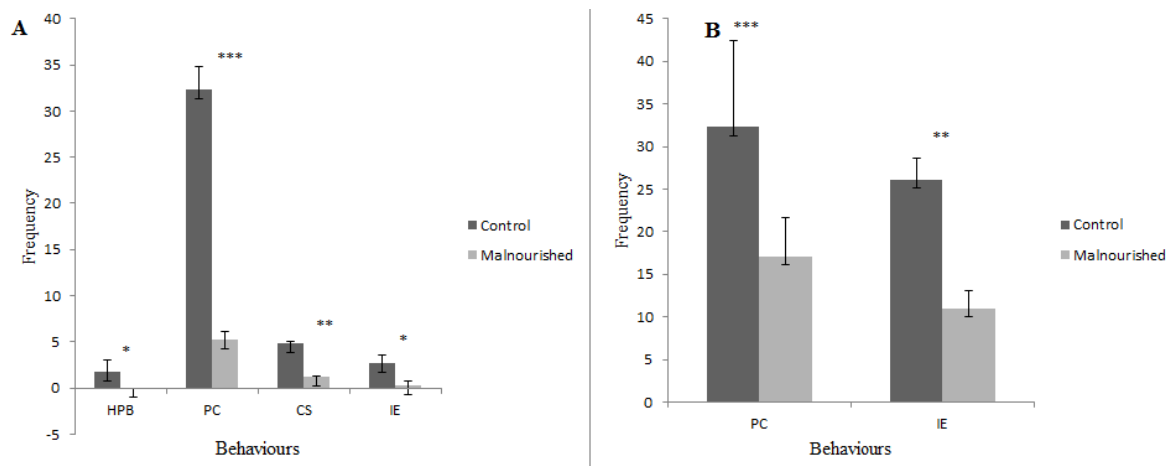 A
40
35
30
25
20
15
10
5
0
-5
Frequency
*
***
**
*
HPB PC CS IE
Behaviours
Control
Malnourished
B
45
40
35
30
25
20
15
10
5
0
Frequency
***
**
PC IE
Behaviours
Control
Malnourished